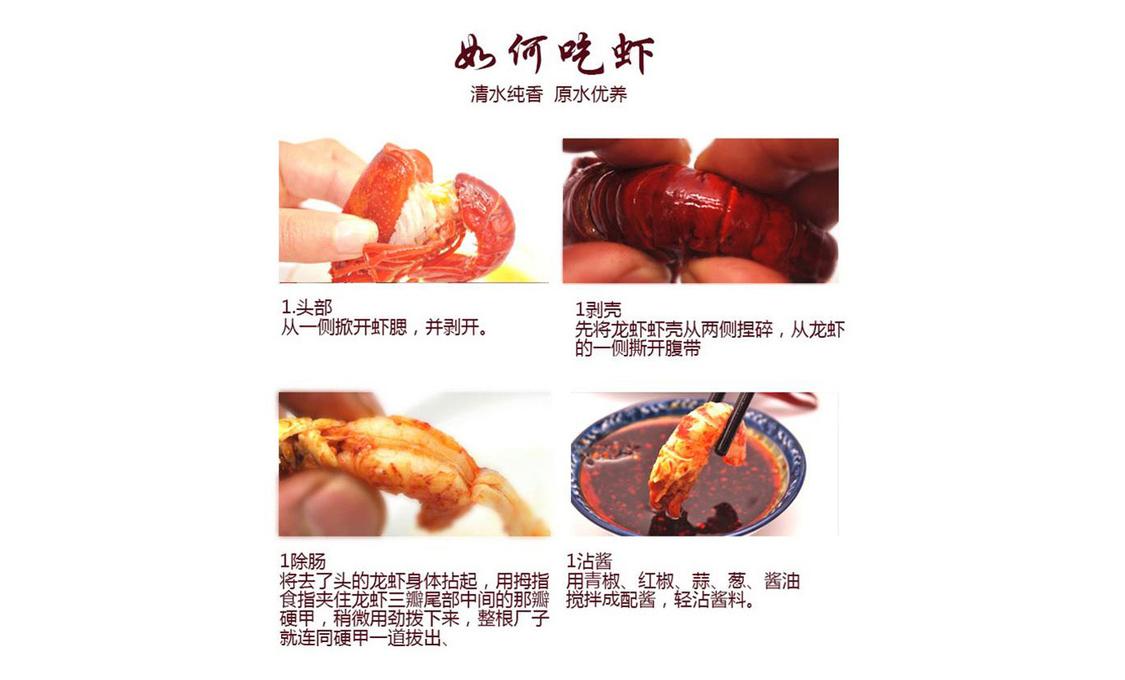 如何吃虾
清水纯香 原水优养
1.头部
从一侧掀开虾腮，并剥开。
1剥壳
先将龙虾虾壳从两侧捏碎，从龙虾
的一侧撕开腹带
1除肠
将去了头的龙虾身体拈起，用拇指
食指夹住龙虾三瓣尾部中间的那瓣
硬甲，稍微用劲拨下来，整根厂子
就连同硬甲一道拔出、
1沾酱
用青椒、红椒、蒜、葱、酱油
搅拌成配酱，轻沾酱料。